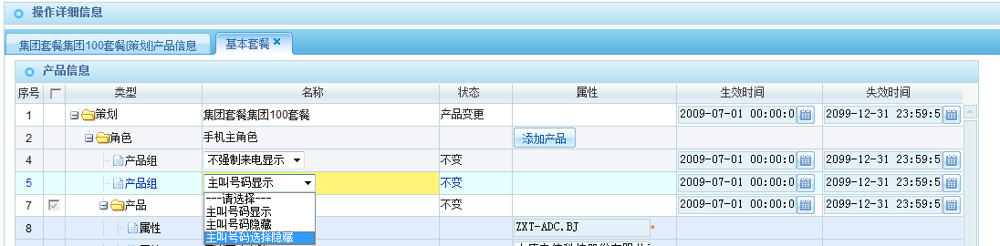 操作详细信息
集团套餐集团100套餐[策划]产品信息 基本套餐
产品信息
序号 类型 名称 状态 属性 生效时间 失效时间
1 策划 集团套餐集团100套餐 产品变更 2009-07-01 00:00:0 2099-12-31 23:59:5
2 角色 手机主角色 添加产品
4 产品组 不强制来电显示 不变 2009-07-01 00:00:0 2099-12-31 23:59:5
5 产品组 主叫号码显示 不变 2009-07-01 00:00:0 2099-12-31 23:59:5
---请选择---
主叫号码显示
主叫号码隐藏
主叫号码选择隐藏
7 产品 不变 2009-07-01 00:00:0 2099-12-31 23:59:5
8 属性 ZXT-ADC.BJ *